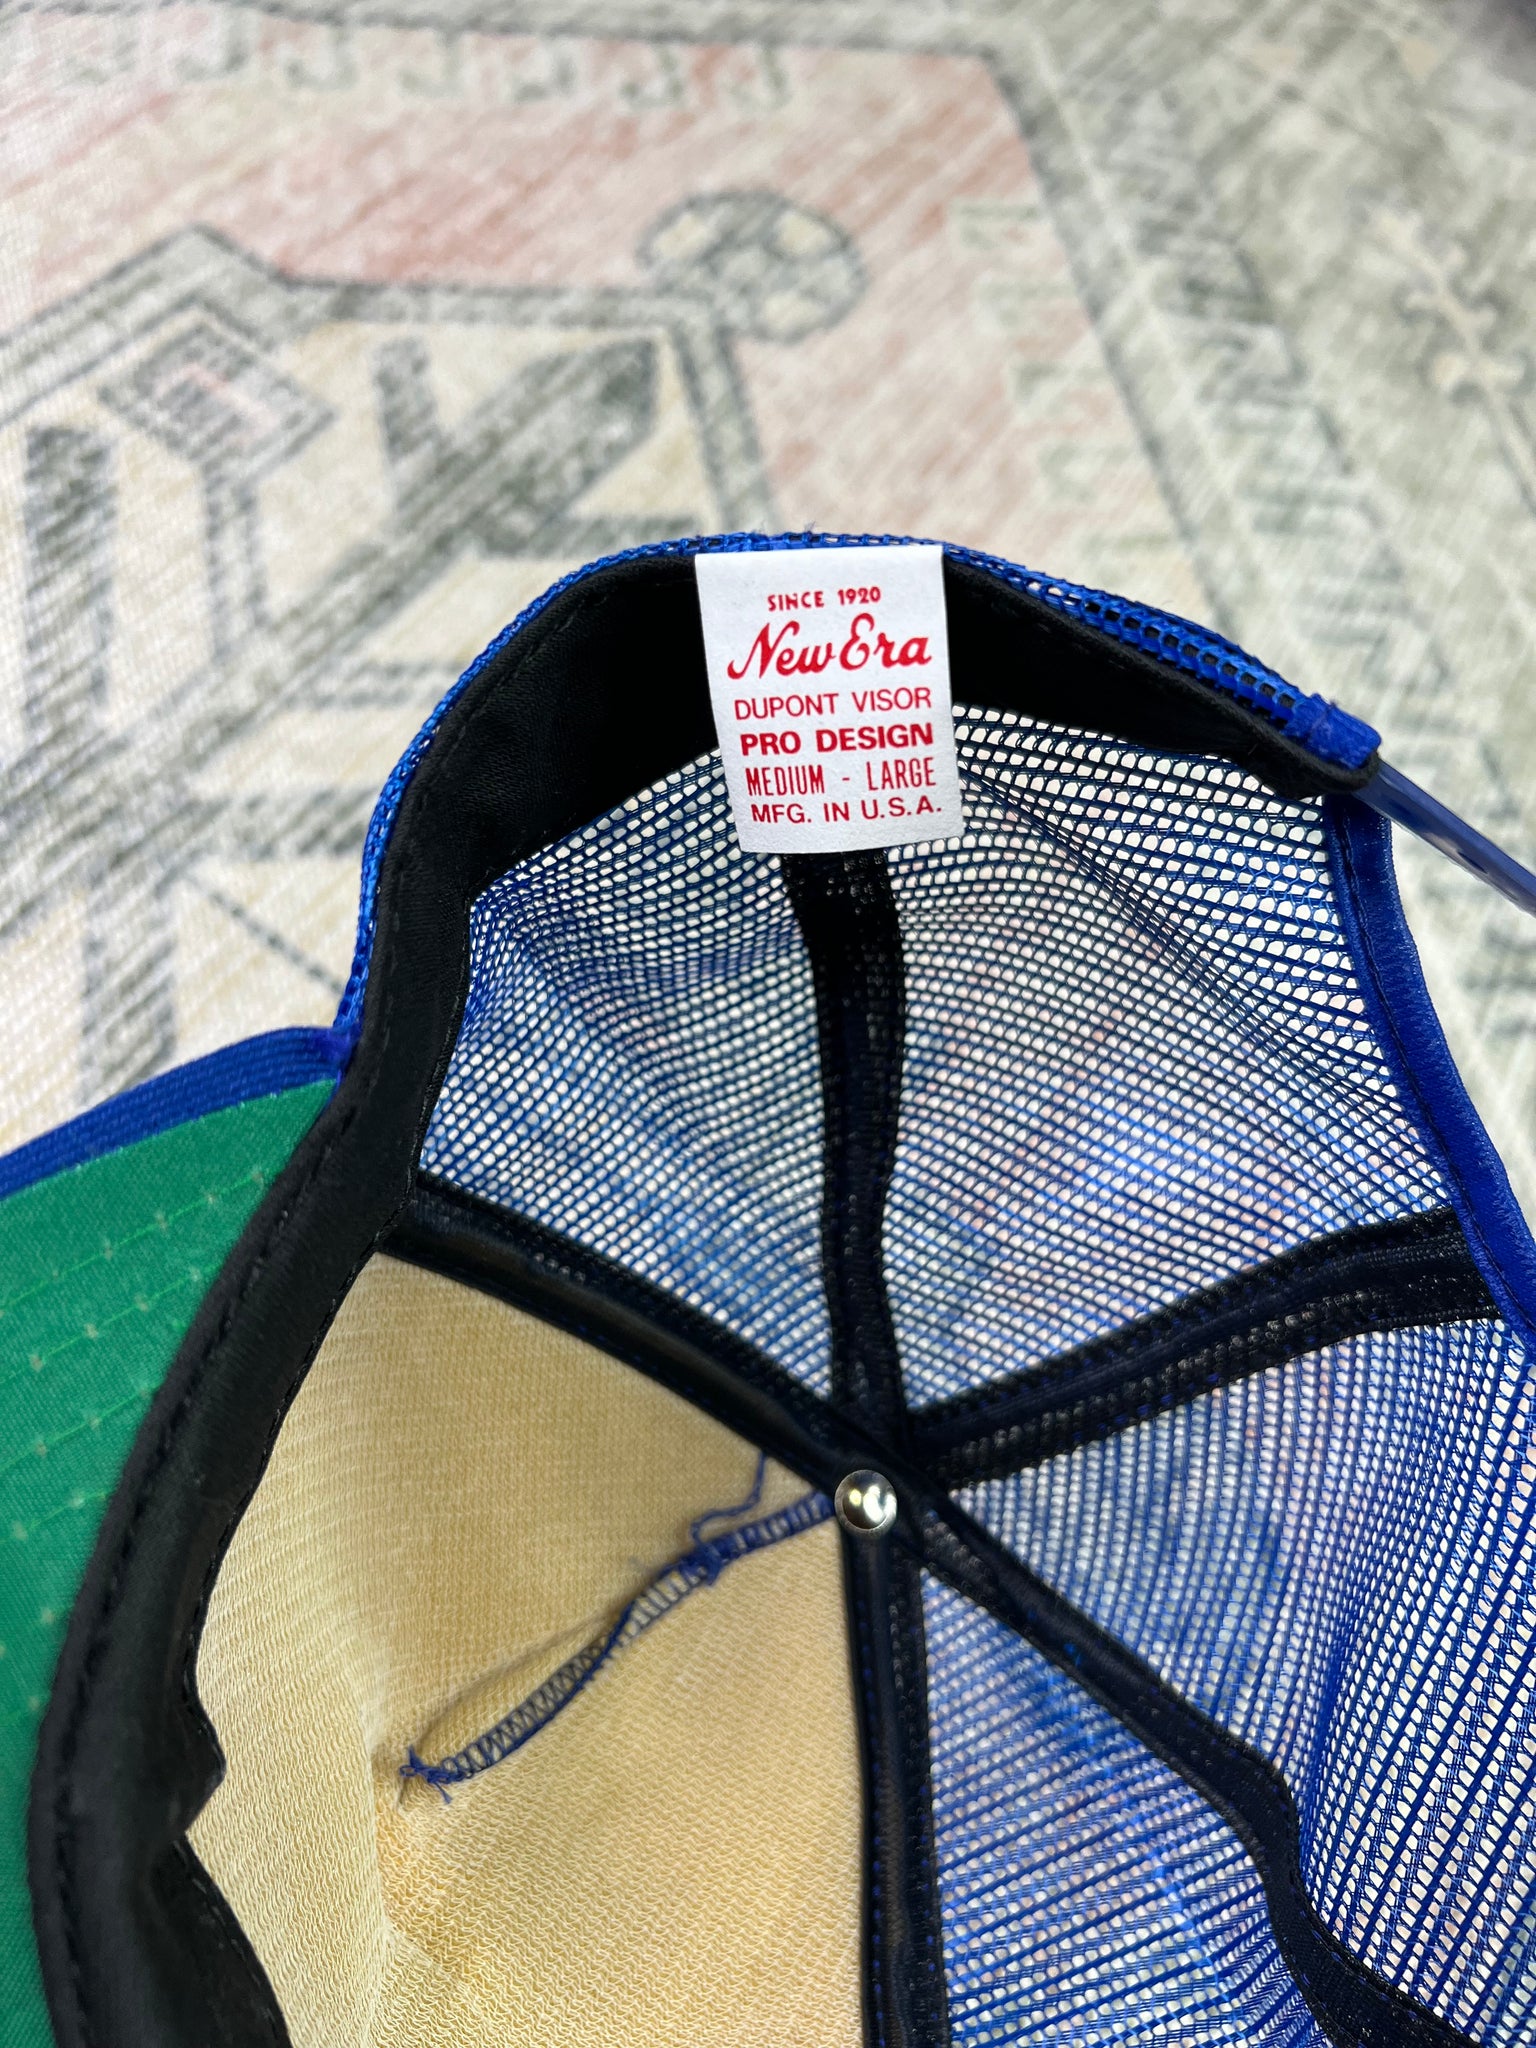 SINCE 1920
New Era
DUPONT VISOR
PRO DESIGN
MEDIUM - LARGE
MFG. IN U.S.A.